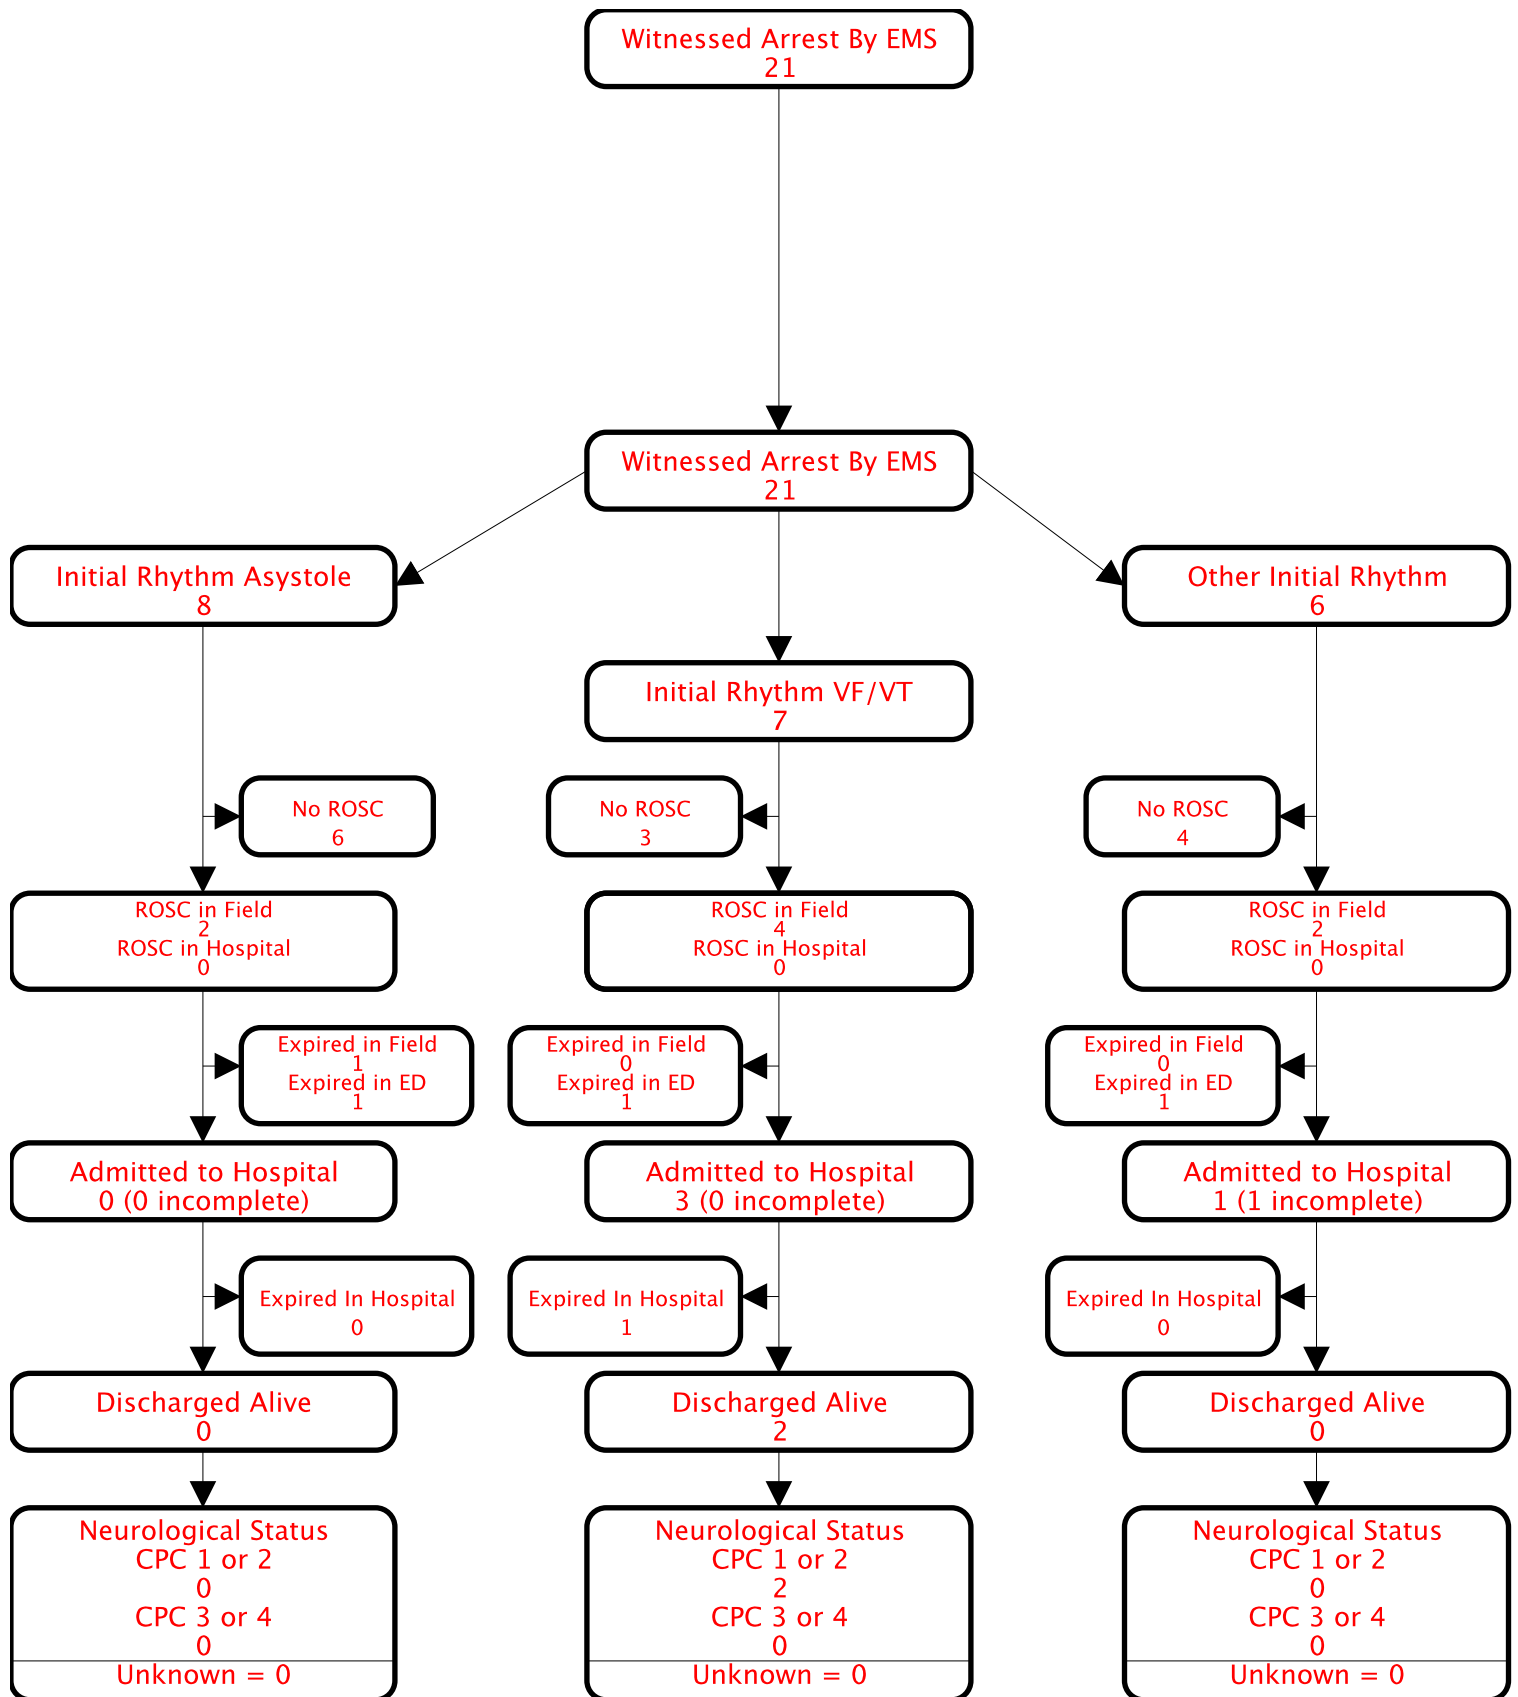 Witnessed Arrest By EMS
21
Witnessed Arrest By EMS
21
Initial Rhythm Asystole
8
Other Initial Rhythm
6
Initial Rhythm VF/VT
7
No ROSC
6
No ROSC
3
No ROSC
4
ROSC in Field
2
ROSC in Hospital
0
ROSC in Field
4
ROSC in Hospital
0
ROSC in Field
2
ROSC in Hospital
0
Expired in Field
1
Expired in ED
1
Expired in Field
0
Expired in ED
1
Expired in Field
0
Expired in ED
1
Admitted to Hospital
0 (0 incomplete)
Admitted to Hospital
3 (0 incomplete)
Admitted to Hospital
1 (1 incomplete)
Expired In Hospital
0
Expired In Hospital
1
Expired In Hospital
0
Discharged Alive
0
Discharged Alive
2
Discharged Alive
0
Neurological Status
CPC 1 or 2
0
CPC 3 or 4
0
Unknown = 0
Neurological Status
CPC 1 or 2
2
CPC 3 or 4
0
Unknown = 0
Neurological Status
CPC 1 or 2
0
CPC 3 or 4
0
Unknown = 0